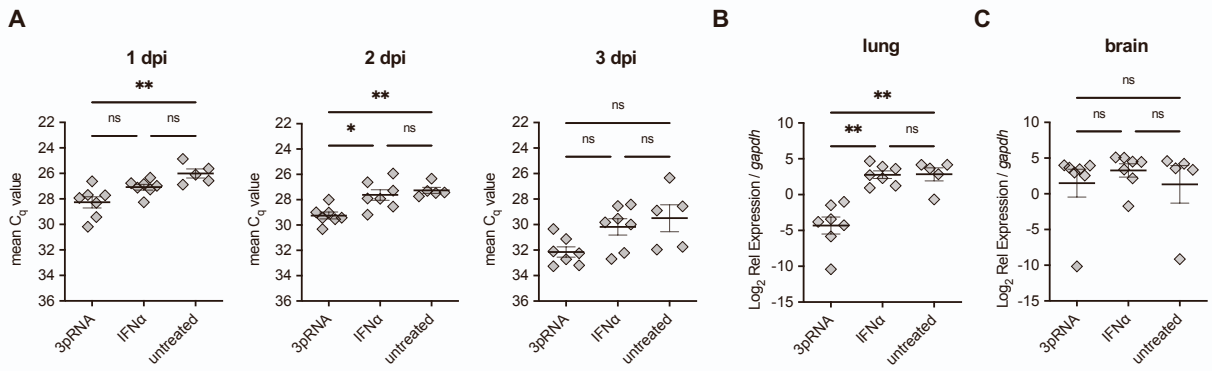 A
1 dpi
**
ns
ns
mean Cq value
22
24
26
28
30
32
34
36
3pRNA
IFNα
untreated
2 dpi
**
*
ns
mean Cq value
22
24
26
28
30
32
34
36
3pRNA
IFNα
untreated
3 dpi
ns
ns
ns
mean Cq value
22
24
26
28
30
32
34
36
3pRNA
IFNα
untreated
B
lung
**
**
ns
Log2 Rel Expression / gapdh
10
5
0
-5
-10
-15
3pRNA
IFNα
untreated
C
brain
ns
ns
ns
Log2 Rel Expression / gapdh
10
5
0
-5
-10
-15
3pRNA
IFNα
untreated